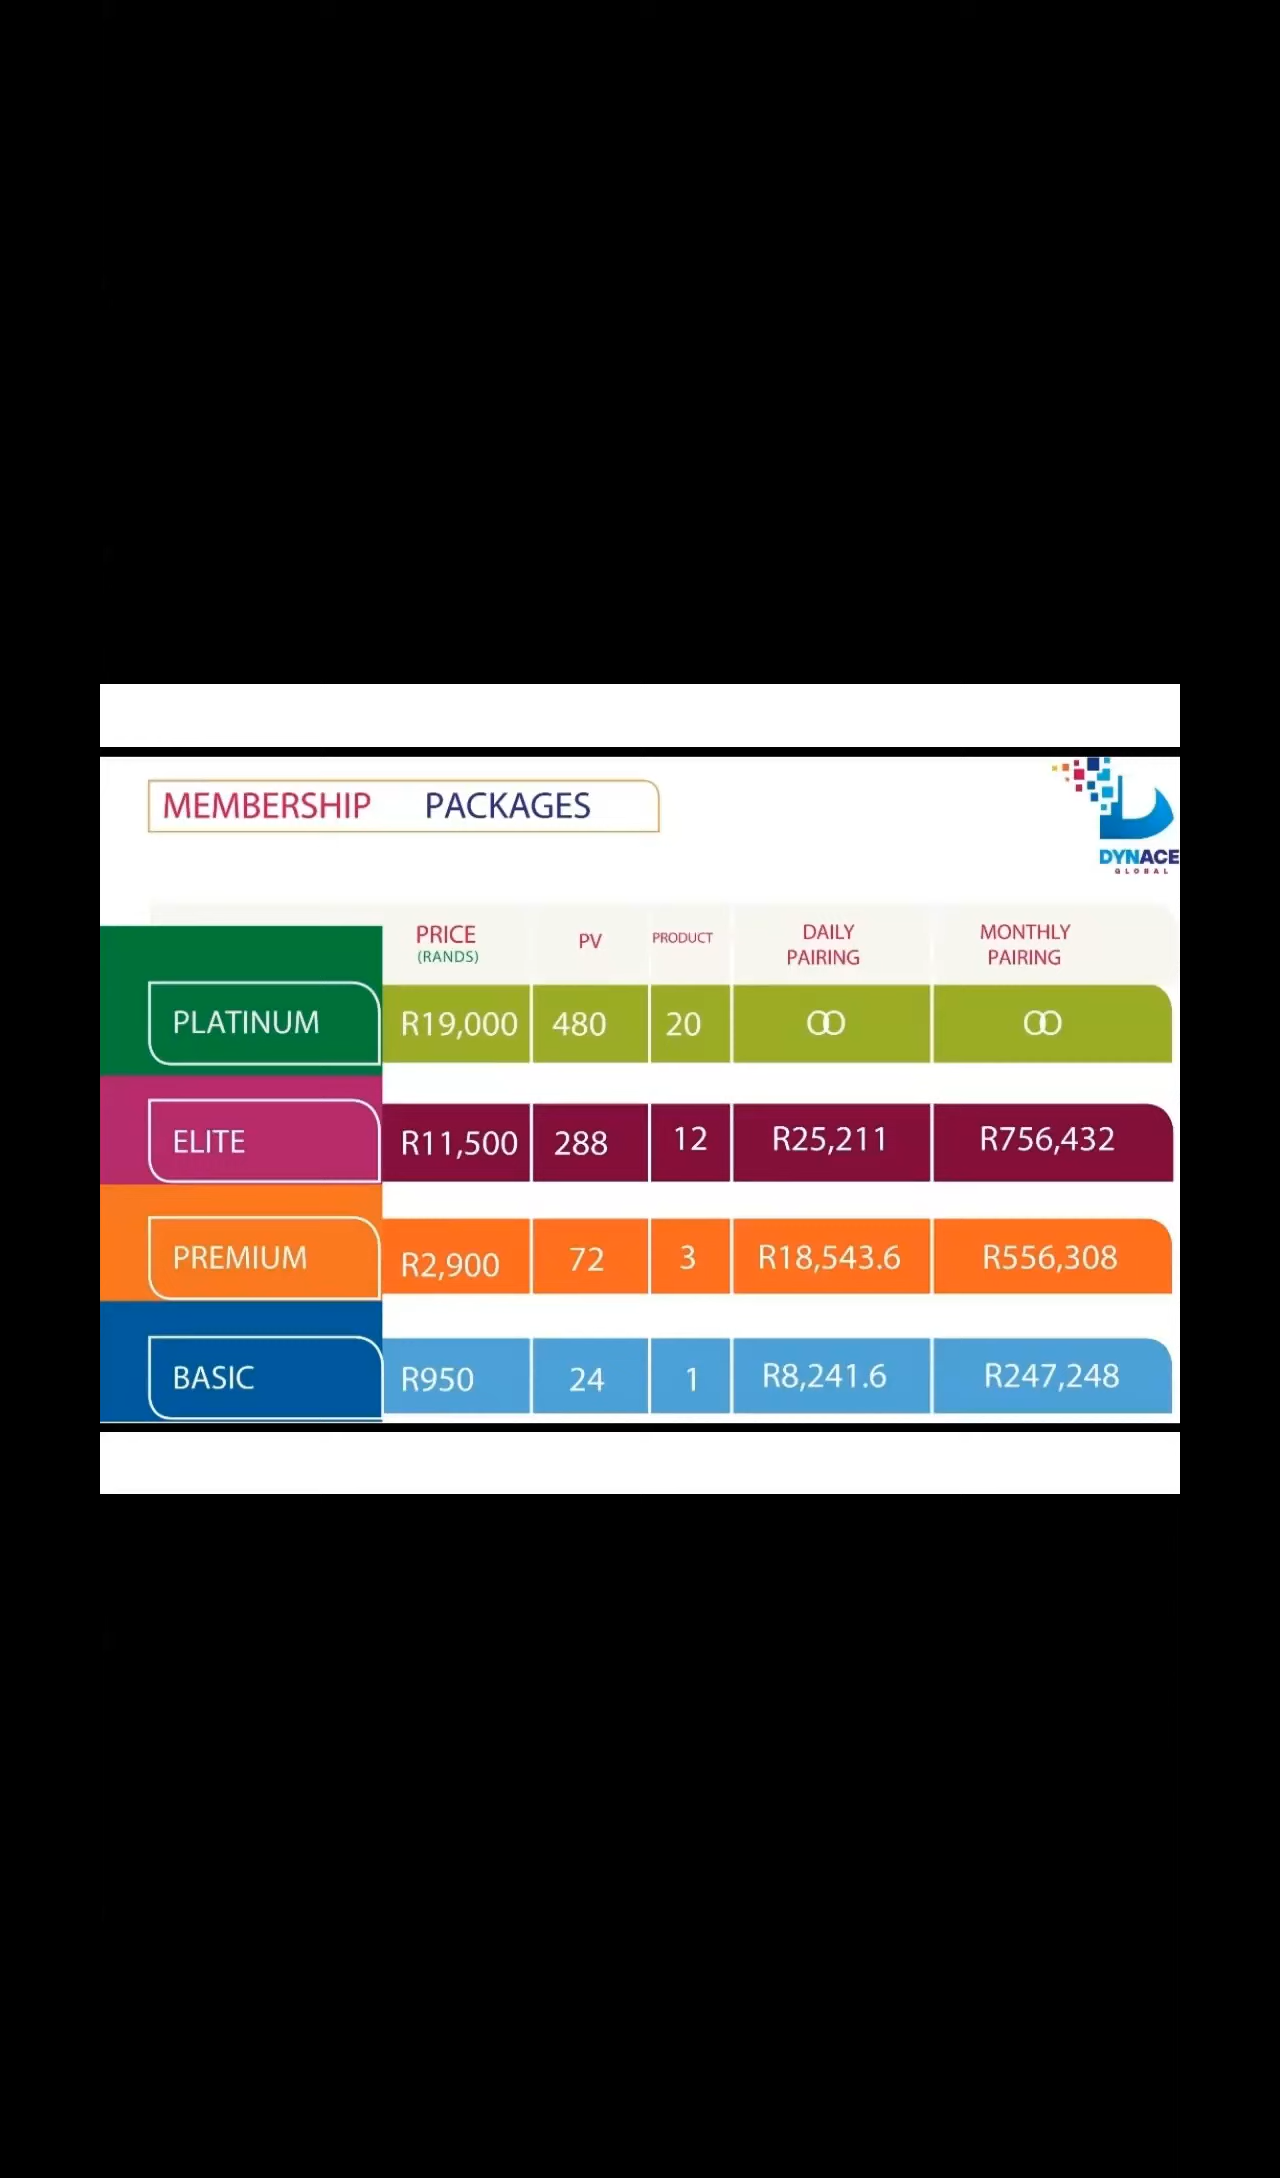 MEMBERSHIP PACKAGES
DYNACE
GLOBAL
PRICE
(RANDS)
PV
PRODUCT
DAILY
PAIRING
MONTHLY
PAIRING
PLATINUM R19,000 480 20 ꝏ ꝏ
ELITE R11,500 288 12 R25,211 R756,432
PREMIUM R2,900 72 3 R18,543.6 R556,308
BASIC R950 24 1 R8,241.6 R247,248